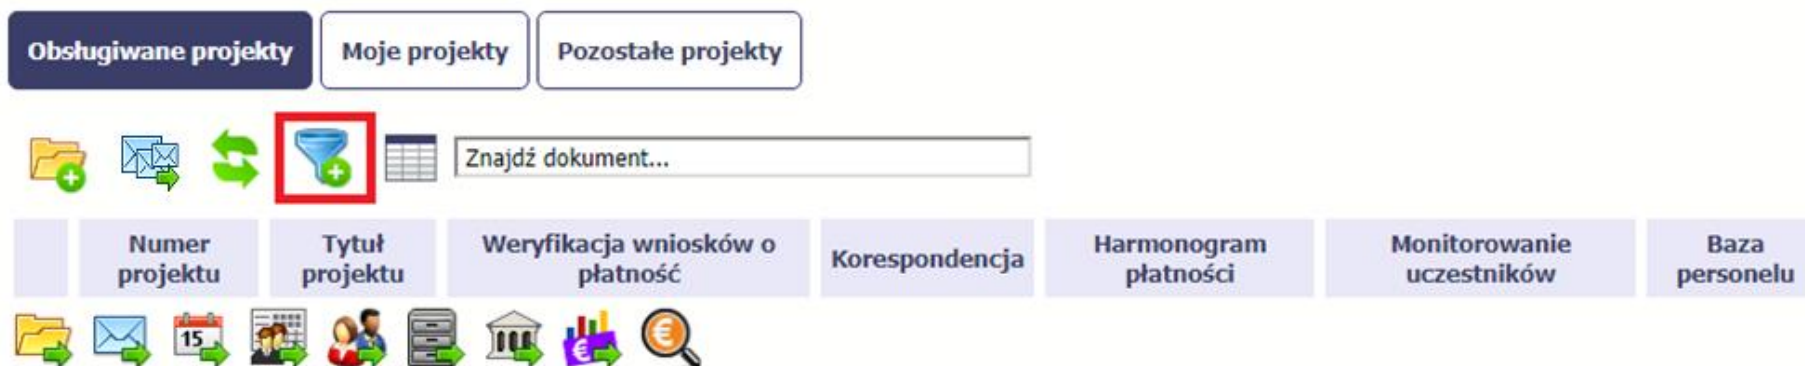 Obsługiwane projekty
Moje projekty
Pozostałe projekty
Znajdź dokument...
Numer projektu
Tytuł projektu
Weryfikacja wniosków o płatność
Korespondencja
Harmonogram płatności
Monitorowanie uczestników
Baza personelu
15
€
€